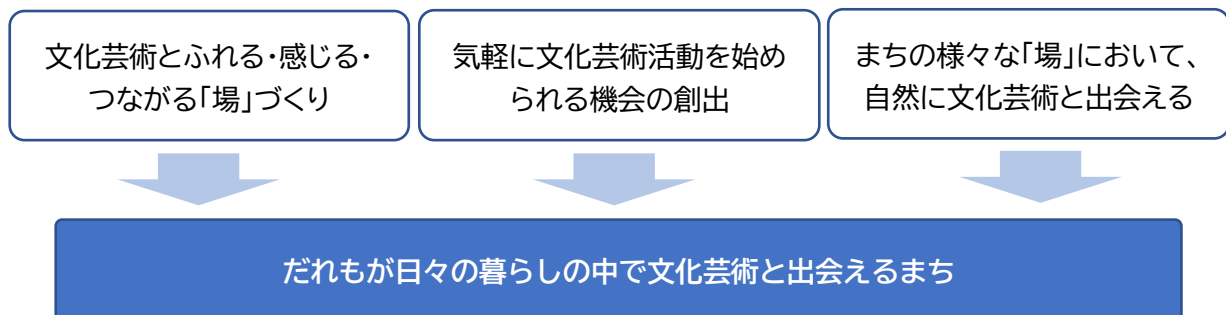 文化芸術とふれる・感じる・
つながる「場」づくり
気軽に文化芸術活動を始め
られる機会の創出
まちの様々な「場」において、
自然に文化芸術と出会える
だれもが日々の暮らしの中で文化芸術と出会えるまち